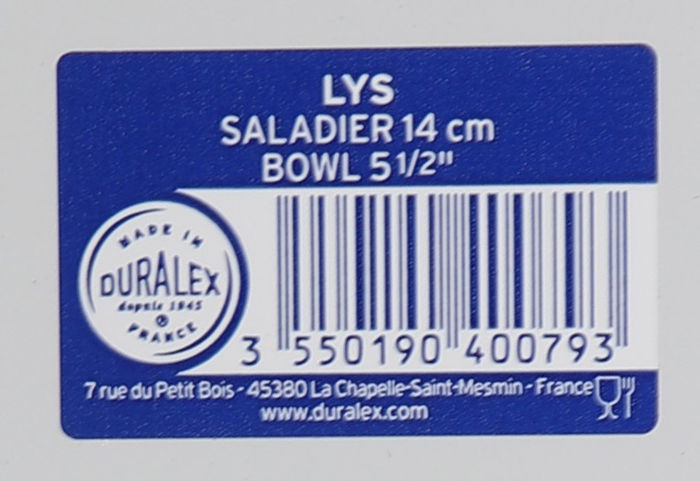 LYS
SALADIER 14 cm
BOWL 5 1/2"
MADE IN
DURALEX
depuis 1945
®
FRANCE
3 550190 400793
7 rue du Petit Bois - 45380 La Chapelle-Saint-Mesmin - France
www.duralex.com